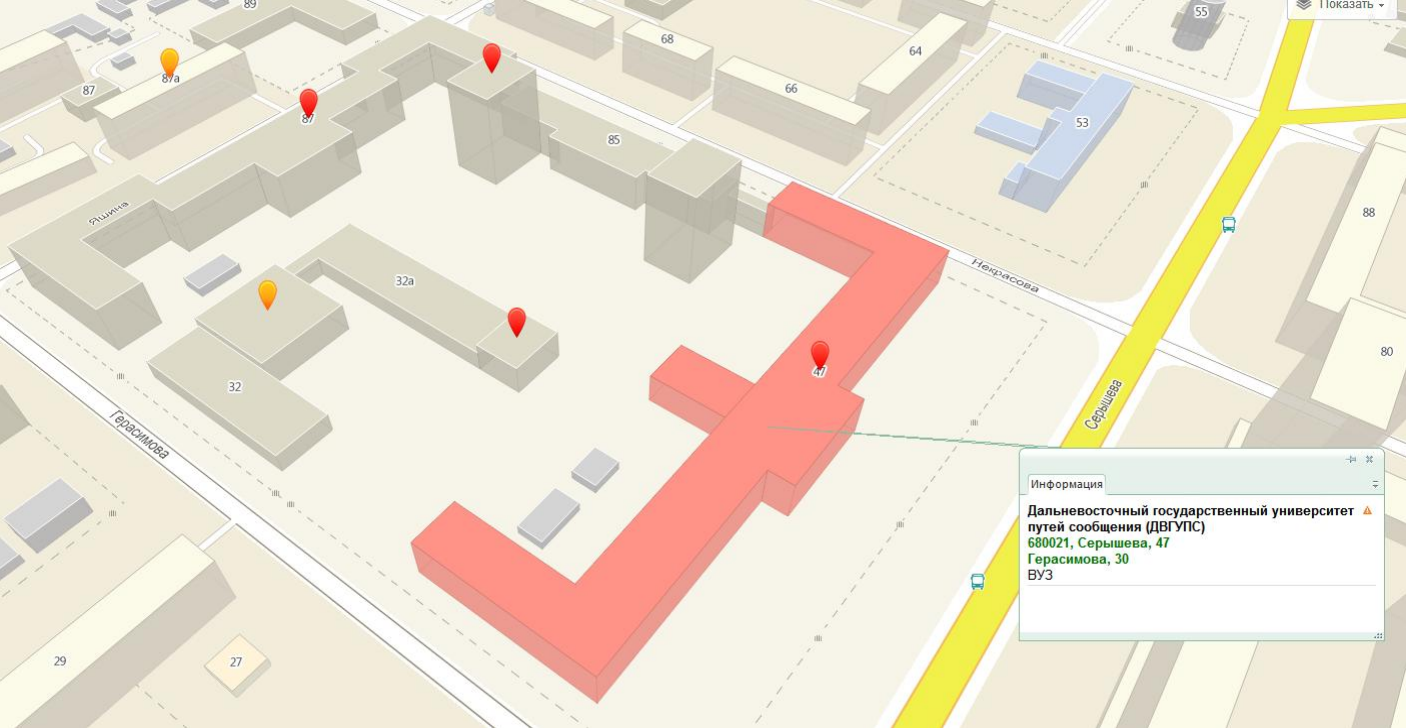 89
55
Показать
68
64
87а
87
66
87
53
85
88
Яшина
Некрасова
32а
80
47
32
Серышева
Герасимова
Информация
Дальневосточный государственный университет
путей сообщения (ДВГУПС)
680021, Серышева, 47
Герасимова, 30
ВУЗ
29
27